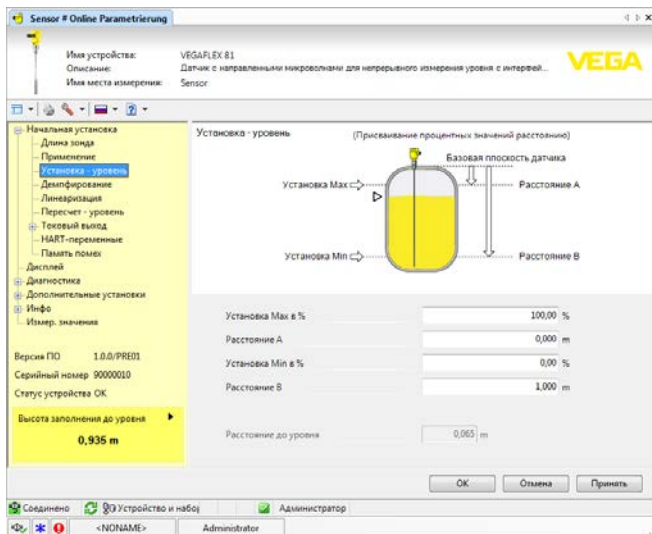 Sensor # Online Parametrierung
Имя устройства: VEGAFLEX 81
Описание: Датчик с направленными микроволнами для непрерывного измерения уровня с интерфей...
Имя места измерения: Sensor
VEGA
Начальная установка
Длина зонда
Применение
Установка - уровень
Демпфирование
Линеаризация
Пересчет - уровень
Токовый выход
HART-переменные
Память помех
Дисплей
Диагностика
Дополнительные установки
Инфо
Измер. значения
Версия ПО 1.0.0/PRE01
Серийный номер 90000010
Статус устройства OK
Высота заполнения до уровня
0,935 m
Установка - уровень (Присваивание процентных значений расстоянию)
Базовая плоскость датчика
Установка Max Расстояние A
Установка Min Расстояние B
Установка Max в % 100,00 %
Расстояние A 0,000 m
Установка Min в % 0,00 %
Расстояние B 1,000 m
Расстояние до уровня 0,065 m
OK Отмена Принять
Соединено Устройство и набој Администратор
<NONAME> Administrator